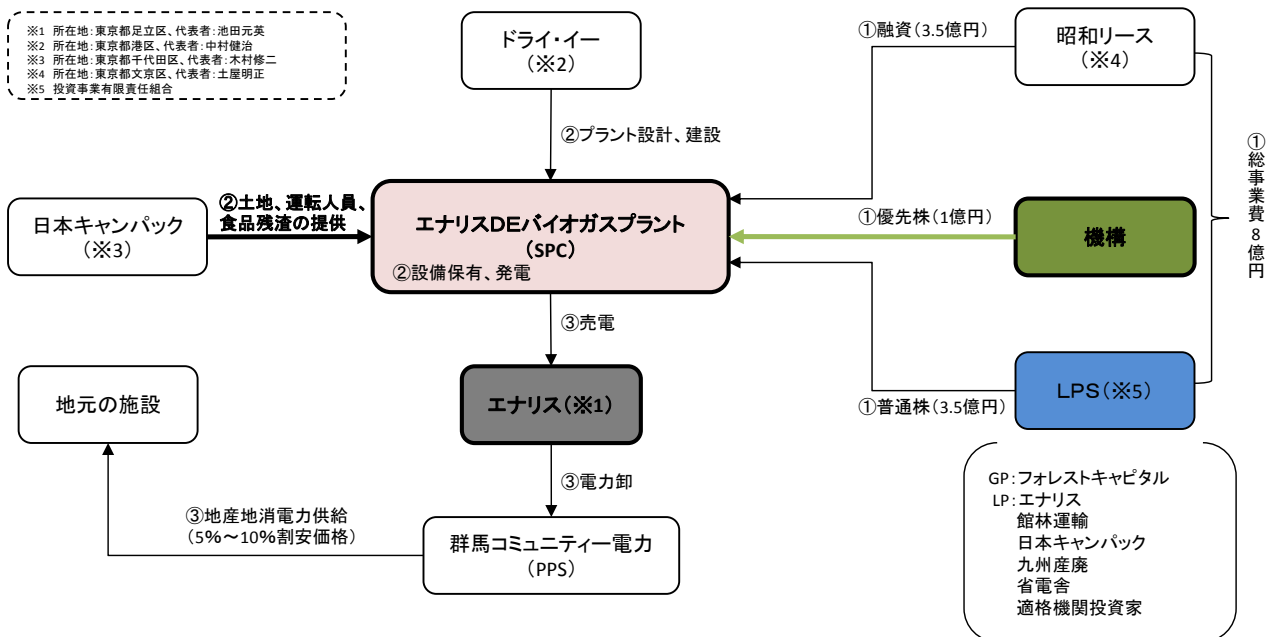 ※1 所在地:東京都足立区、代表者:池田元英
※2 所在地:東京都港区、代表者:中村健治
※3 所在地:東京都千代田区、代表者:木村修二
※4 所在地:東京都文京区、代表者:土屋明正
※5 投資事業有限責任組合
ドライ・イー
(※2)
①融資(3.5億円)
昭和リース
(※4)
②プラント設計、建設
①総事業費8億円
日本キャンパック
(※3)
②土地、運転人員、
食品残渣の提供
エナリスDEバイオガスプラント
(SPC)
②設備保有、発電
①優先株(1億円)
機構
③売電
地元の施設
エナリス(※1)
①普通株(3.5億円)
LPS(※5)
③電力卸
③地産地消電力供給
(5%～10%割安価格)
群馬コミュニティー電力
(PPS)
GP:フォレストキャピタル
LP:エナリス
館林運輸
日本キャンパック
九州産廃
省電舎
適格機関投資家